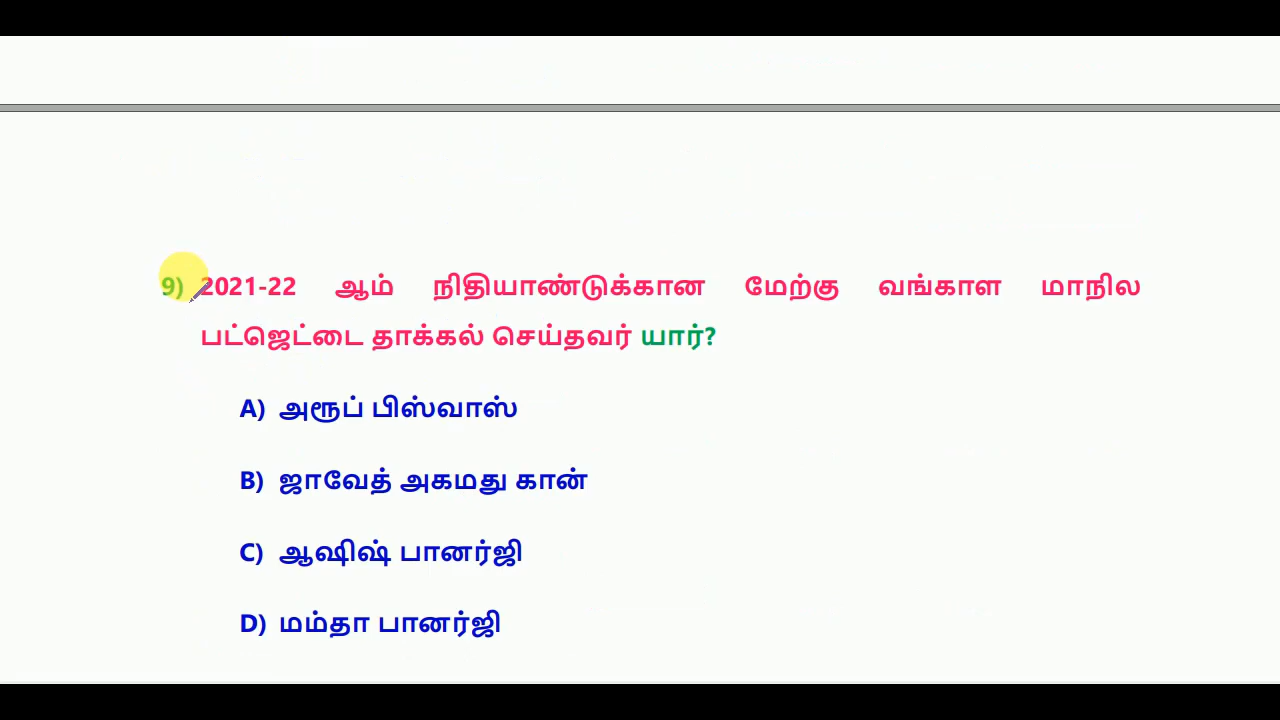 9) 2021-22 ஆம் நிதியாண்டுக்கான மேற்கு வங்காள மாநில
பட்ஜெட்டை தாக்கல் செய்தவர் யார்?
A) அரூப் பிஸ்வாஸ்
B) ஜாவேத் அகமது கான்
C) ஆஷிஷ் பானர்ஜி
D) மம்தா பானர்ஜி